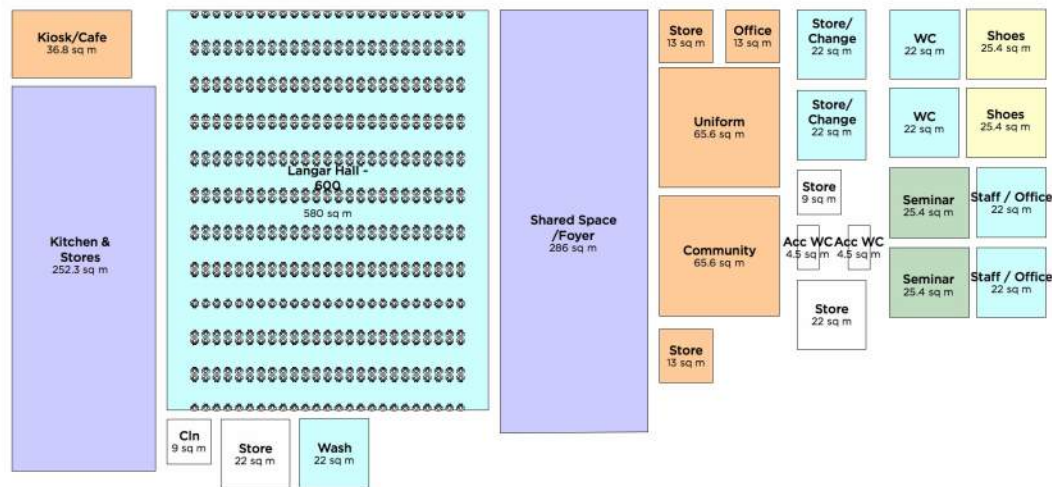 Kiosk/Cafe
36.8 sq m
Kitchen &
Stores
252.3 sq m
Langar Hall -
600
580 sq m
Cln
9 sq m
Store
22 sq m
Wash
22 sq m
Shared Space
/Foyer
286 sq m
Store
13 sq m
Office
13 sq m
Uniform
65.6 sq m
Community
65.6 sq m
Store
13 sq m
Store/
Change
22 sq m
Store/
Change
22 sq m
Store
9 sq m
Acc WC
4.5 sq m
Acc WC
4.5 sq m
Store
22 sq m
WC
22 sq m
Shoes
25.4 sq m
WC
22 sq m
Shoes
25.4 sq m
Seminar
25.4 sq m
Staff / Office
22 sq m
Seminar
25.4 sq m
Staff / Office
22 sq m